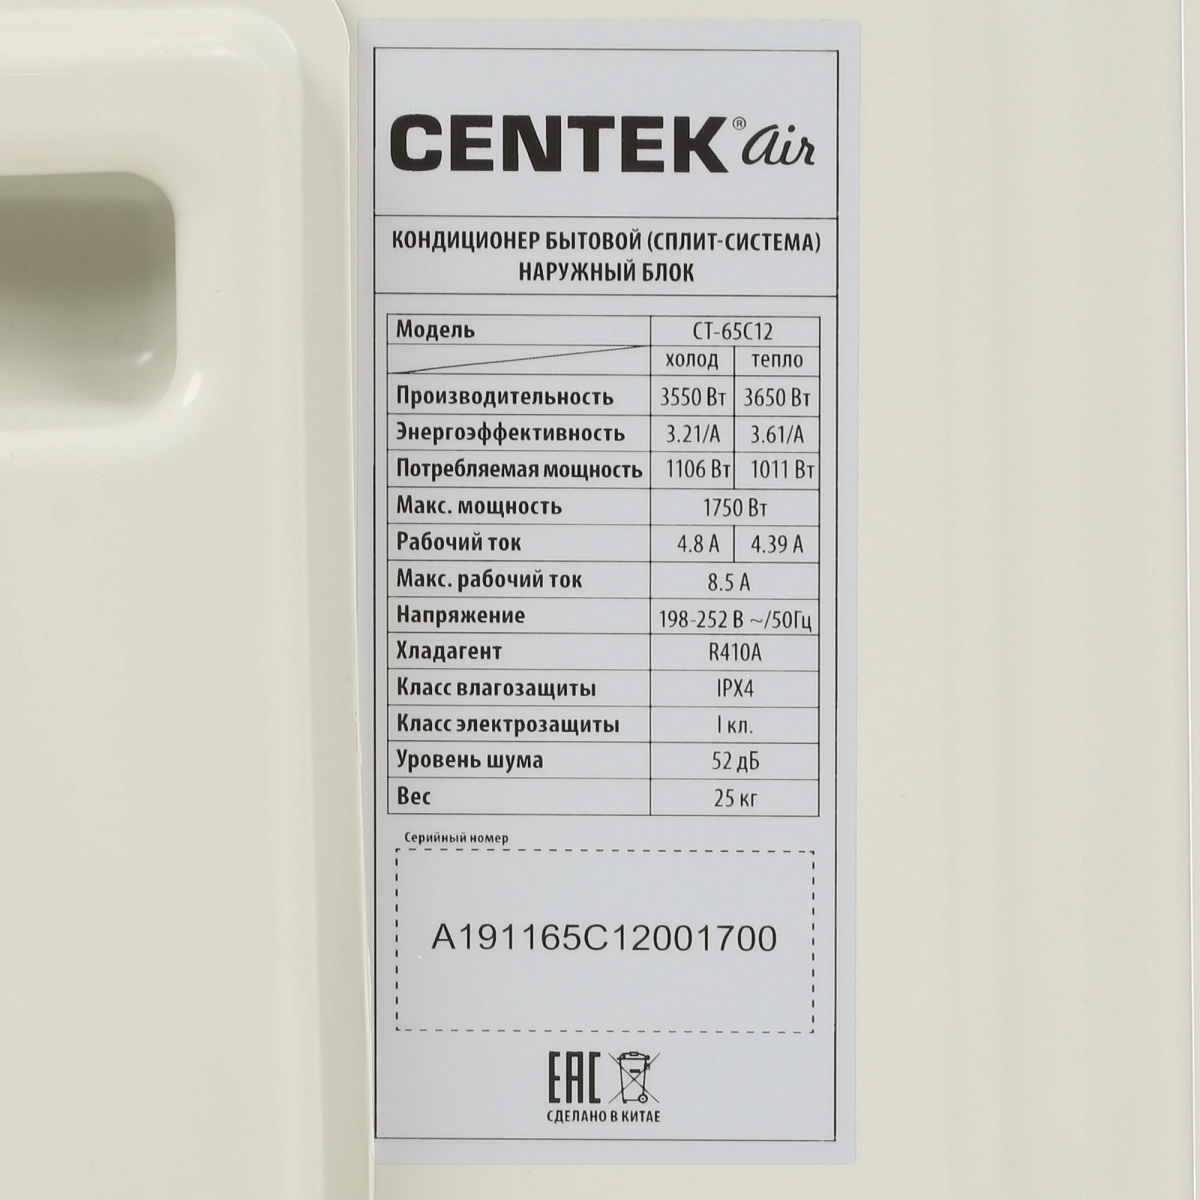 CENTEK® air
КОНДИЦИОНЕР БЫТОВОЙ (СПЛИТ-СИСТЕМА)
НАРУЖНЫЙ БЛОК
Модель CT-65C12
холод тепло
Производительность 3550 Вт 3650 Вт
Энергоэффективность 3.21/A 3.61/A
Потребляемая мощность 1106 Вт 1011 Вт
Макс. мощность 1750 Вт
Рабочий ток 4.8 А 4.39 А
Макс. рабочий ток 8.5 А
Напряжение 198-252 В ~/50Гц
Хладагент R410A
Класс влагозащиты IPX4
Класс электрозащиты I кл.
Уровень шума 52 дБ
Вес 25 кг
Серийный номер
A191165C12001700
EAC
СДЕЛАНО В КИТАЕ